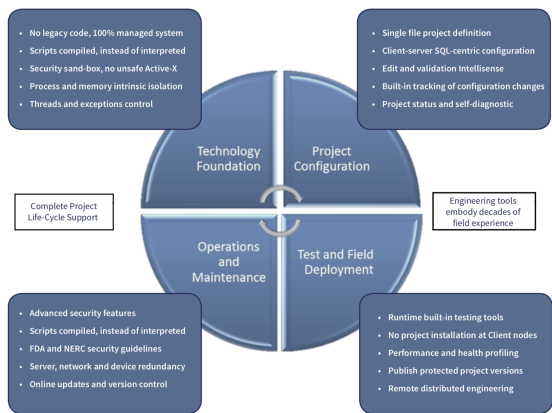 • No legacy code, 100% managed system
• Scripts compiled, instead of interpreted
• Security sand-box, no unsafe Active-X
• Process and memory intrinsic isolation
• Threads and exceptions control
• Single file project definition
• Client-server SQL-centric configuration
• Edit and validation Intellisense
• Built-in tracking of configuration changes
• Project status and self-diagnostic
Technology
Foundation
Project
Configuration
Complete Project
Life-Cycle Support
Engineering tools
embody decades of
field experience
Operations
and
Maintenance
Test and Field
Deployment
• Advanced security features
• Scripts compiled, instead of interpreted
• FDA and NERC security guidelines
• Server, network and device redundancy
• Online updates and version control
• Runtime built-in testing tools
• No project installation at Client nodes
• Performance and health profiling
• Publish protected project versions
• Remote distributed engineering